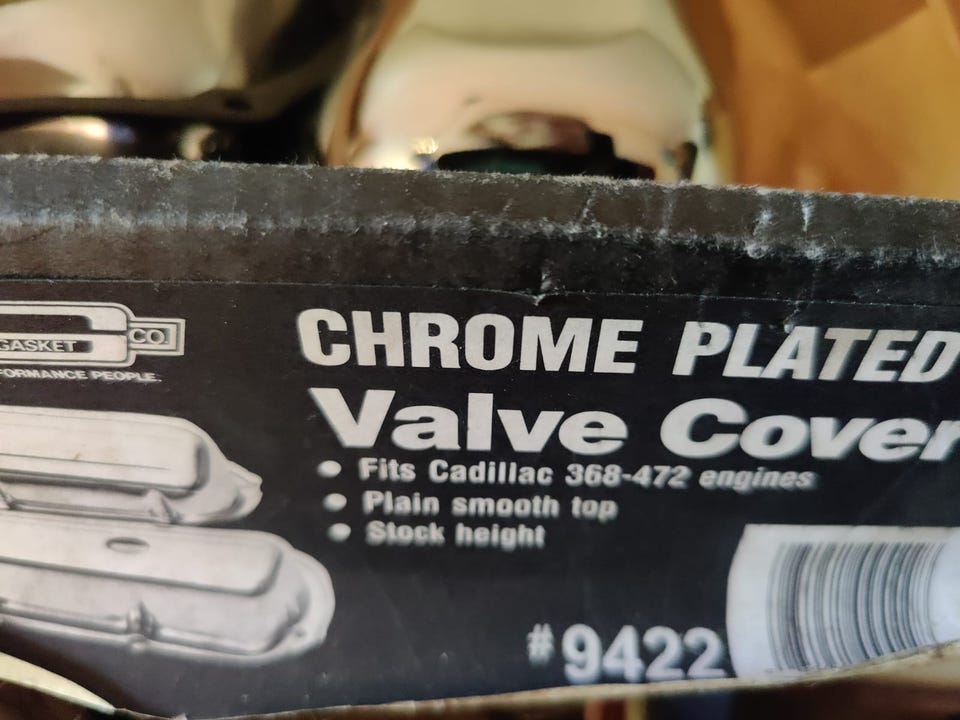 GASKET CO.
FORMANCE PEOPLE.
CHROME PLATED
Valve Cover
• Fits Cadillac 368-472 engines
• Plain smooth top
• Stock height
#9422